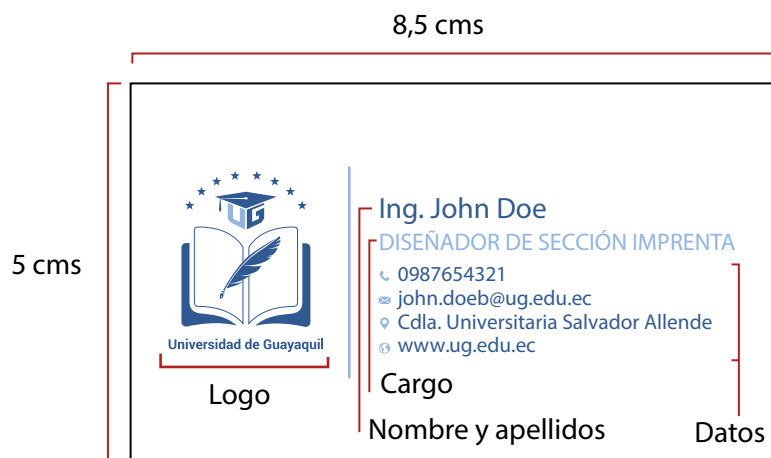 8,5 cms
5 cms
UG
Universidad de Guayaquil
Logo
Ing. John Doe
DISEÑADOR DE SECCIÓN IMPRENTA
0987654321
john.doeb@ug.edu.ec
Cdla. Universitaria Salvador Allende
www.ug.edu.ec
Cargo
Nombre y apellidos
Datos